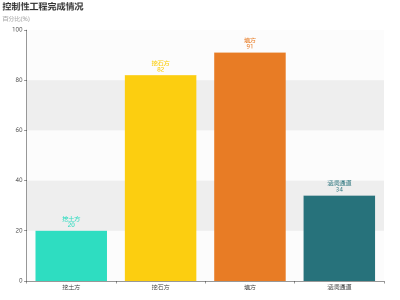 控制性工程完成情况
百分比(%)
100
80
60
40
20
0
挖土方
20
挖石方
82
填方
91
涵洞通道
34
挖土方
挖石方
填方
涵洞通道